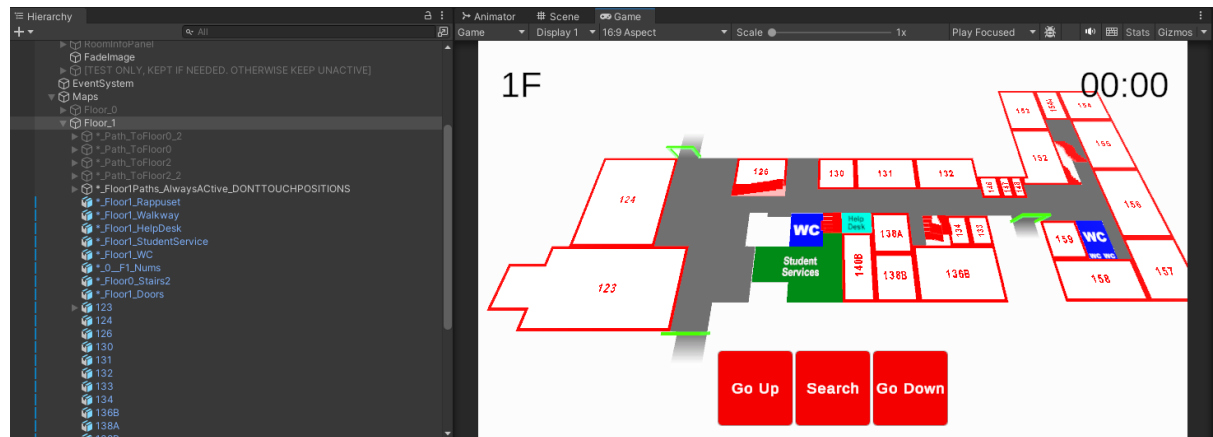 Hierarchy
All
RoomInfoPanel
FadeImage
[TEST ONLY, KEPT IF NEEDED. OTHERWISE KEEP UNACTIVE]
EventSystem
Maps
Floor_0
Floor_1
*_Path_ToFloor0_2
*_Path_ToFloor0
*_Path_ToFloor2
*_Path_ToFloor2_2
*_Floor1Paths_AlwaysACtive_DONTTOUCHPOSITIONS
*_Floor1_Rappuset
*_Floor1_Walkway
*_Floor1_HelpDesk
*_Floor1_StudentService
*_Floor1_WC
*_0__F1_Nums
*_Floor0_Stairs2
*_Floor1_Doors
123
124
126
130
131
132
133
134
136B
138A
Animator # Scene Game
Game Display 1 16:9 Aspect Scale 1x Play Focused Stats Gizmos
1F
00:00
153
154
155
152
126
130
131
132
146
147
148
124
156
WC
Help
Desk
138A
134
133
159
WC
Student
Services
140B
138B
136B
WC WC
123
158
157
Go Up
Search
Go Down